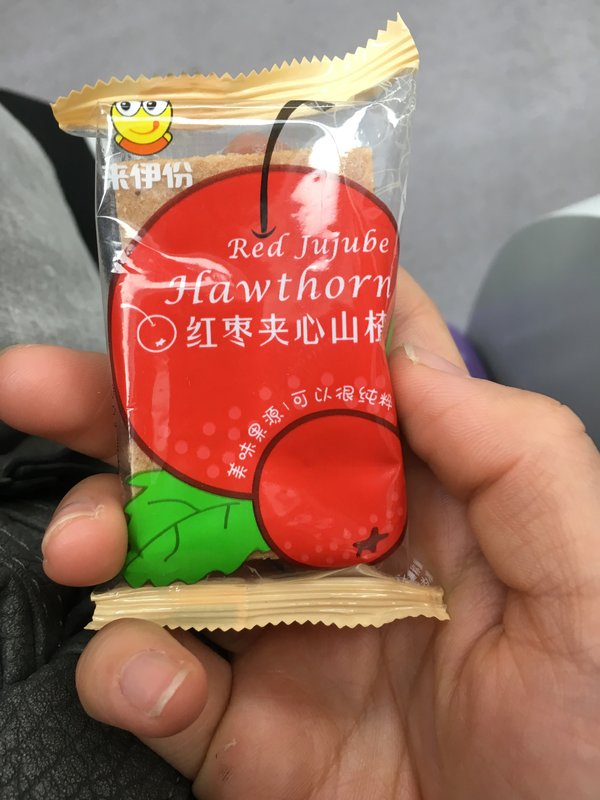 来伊份
Red Jujube
Hawthorn
红枣夹心山楂
美味果源！可以很纯粹